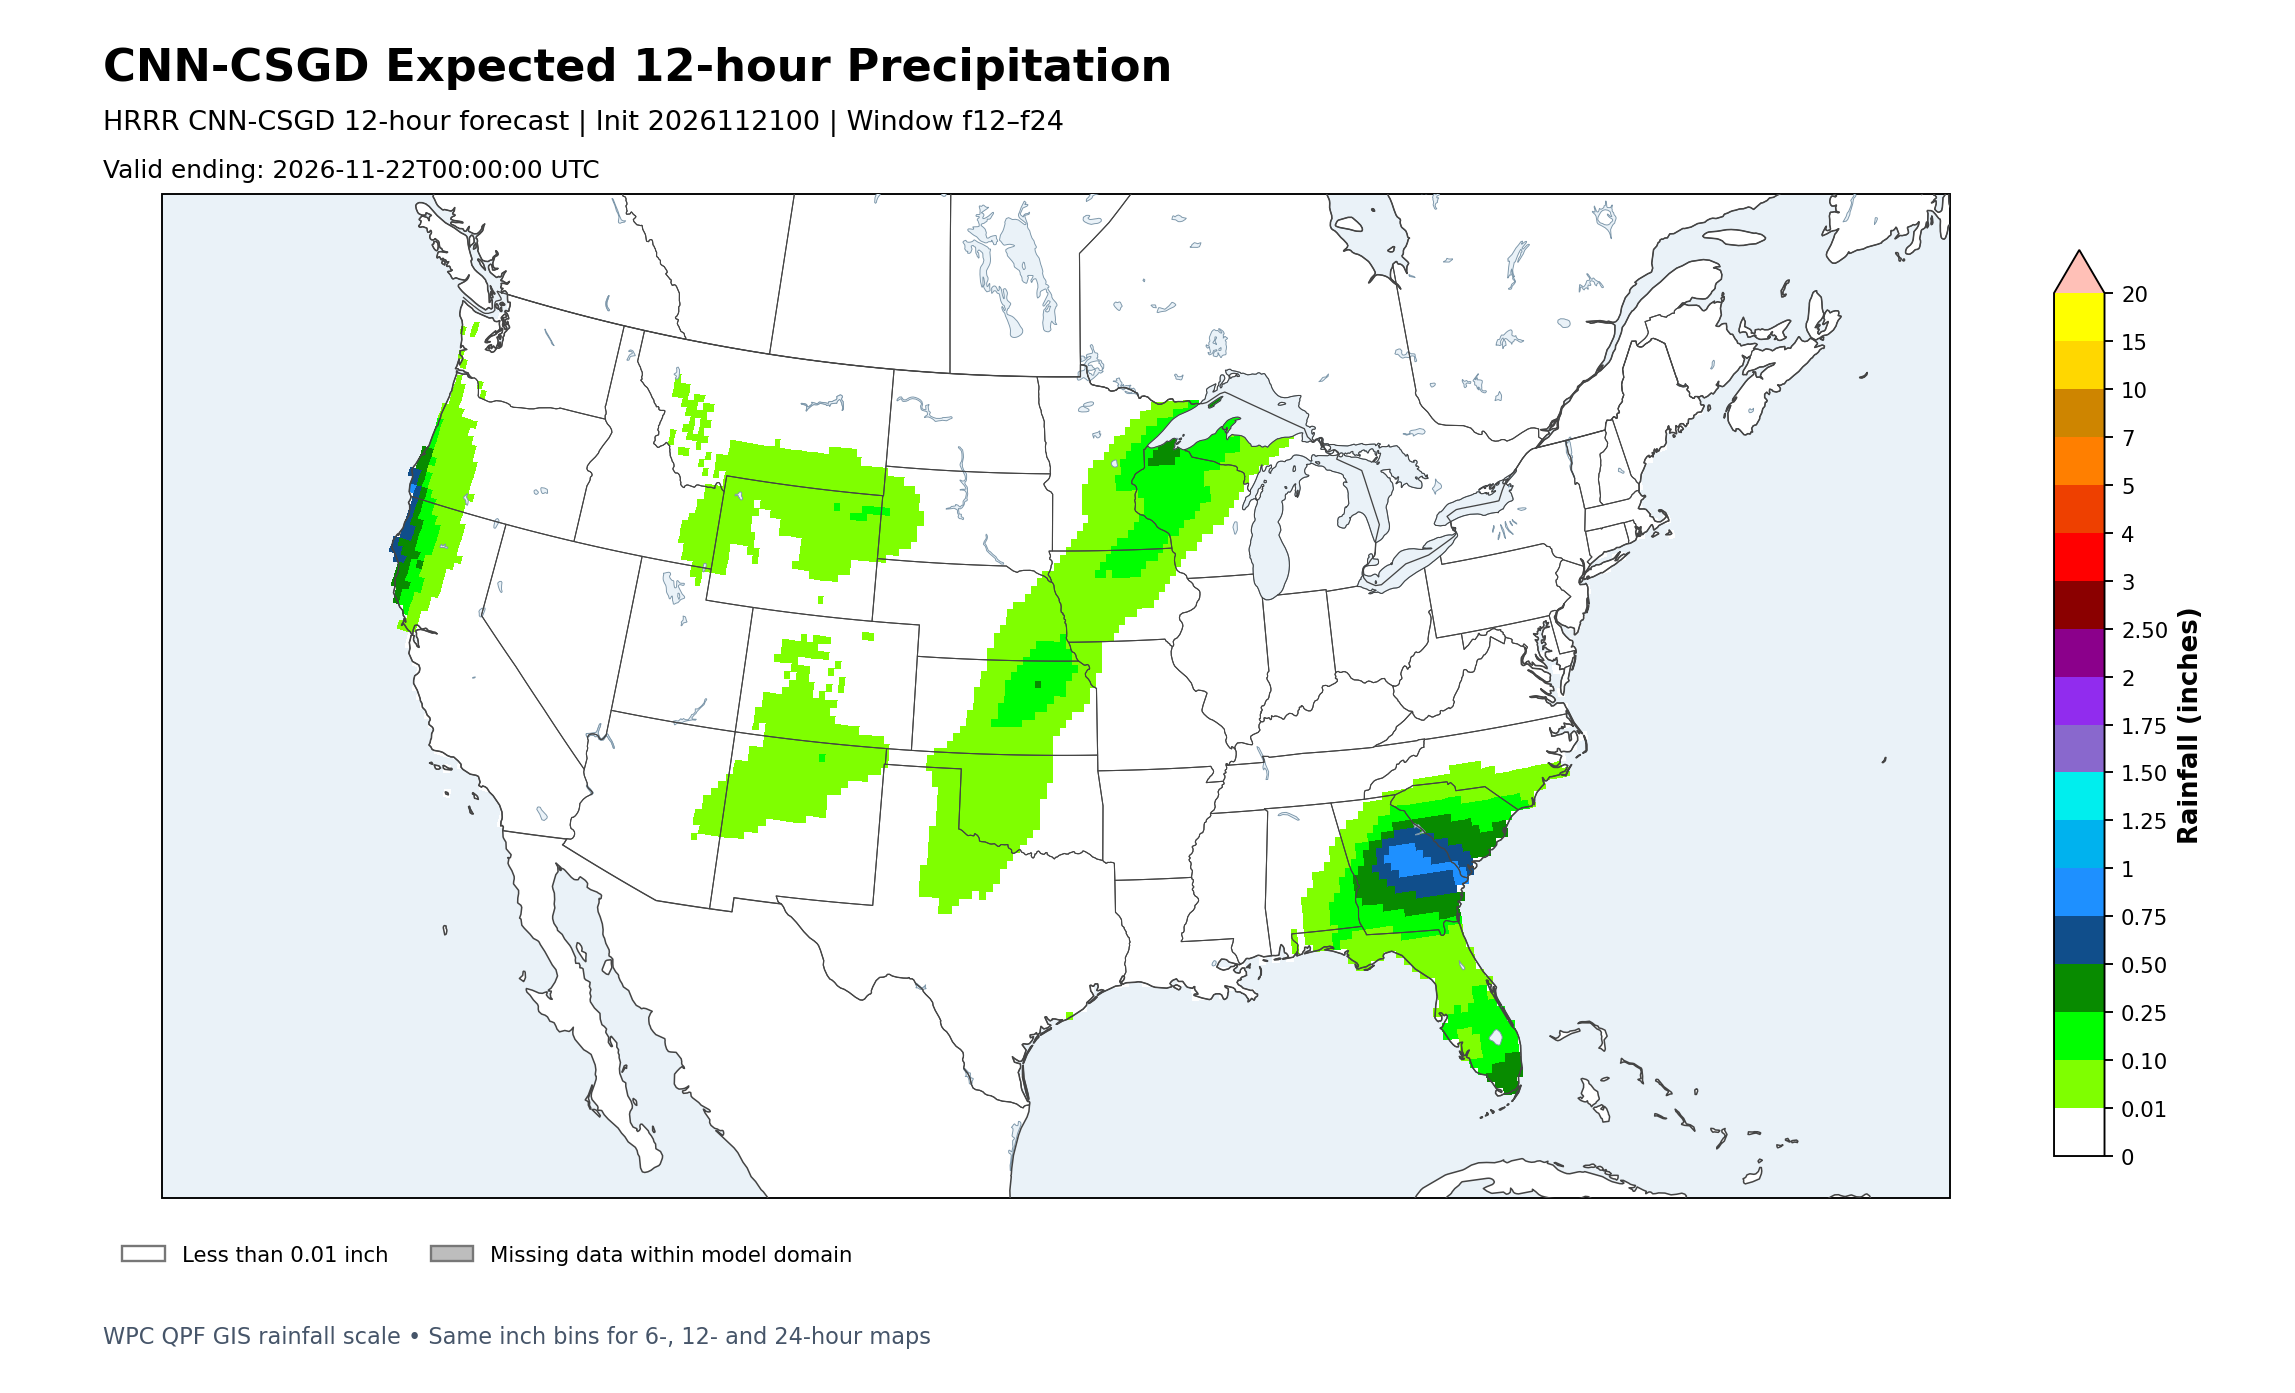 CNN-CSGD Expected 12-hour Precipitation
HRRR CNN-CSGD 12-hour forecast | Init 2026112100 | Window f12–f24
Valid ending: 2026-11-22T00:00:00 UTC
20
15
10
7
5
4
3
2.50
2
1.75
1.50
1.25
1
0.75
0.50
0.25
0.10
0.01
0
Rainfall (inches)
Less than 0.01 inch
Missing data within model domain
WPC QPF GIS rainfall scale • Same inch bins for 6-, 12- and 24-hour maps